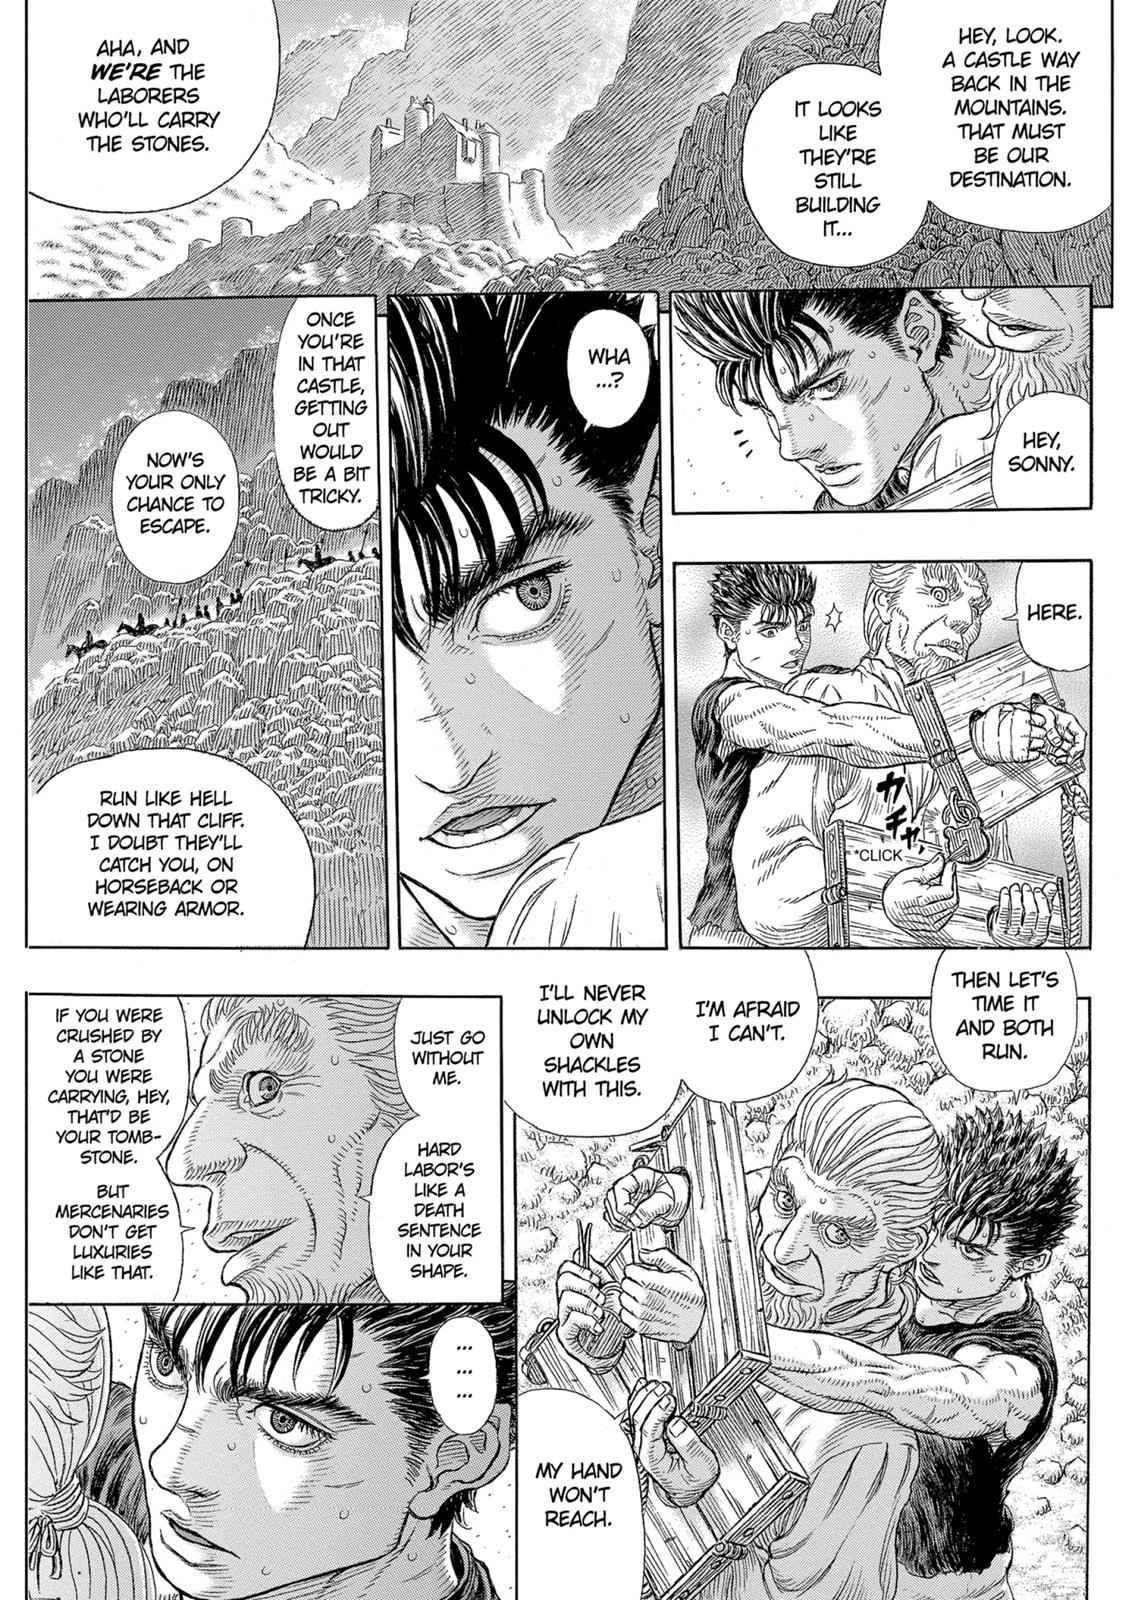 HEY, LOOK.
A CASTLE WAY
BACK IN THE
MOUNTAINS.
THAT MUST
BE OUR
DESTINATION.
IT LOOKS
LIKE
THEY'RE
STILL
BUILDING
IT...
AHA, AND
WE'RE THE
LABORERS
WHO'LL CARRY
THE STONES.
HEY,
SONNY.
WHA
...?
ONCE
YOU'RE
IN THAT
CASTLE,
GETTING
OUT
WOULD
BE A BIT
TRICKY.
NOW'S
YOUR ONLY
CHANCE TO
ESCAPE.
RUN LIKE HELL
DOWN THAT CLIFF.
I DOUBT THEY'LL
CATCH YOU, ON
HORSEBACK OR
WEARING ARMOR.
HERE.
ガチャ
*CLICK
THEN LET'S
TIME IT
AND BOTH
RUN.
I'M AFRAID
I CAN'T.
I'LL NEVER
UNLOCK MY
OWN
SHACKLES
WITH THIS.
MY HAND
WON'T
REACH.
JUST GO
WITHOUT
ME.
HARD
LABOR'S
LIKE A
DEATH
SENTENCE
IN YOUR
SHAPE.
IF YOU WERE
CRUSHED BY
A STONE
YOU WERE
CARRYING, HEY,
THAT'D BE
YOUR TOMB-
STONE.
BUT
MERCENARIES
DON'T GET
LUXURIES
LIKE THAT.
...
...
...